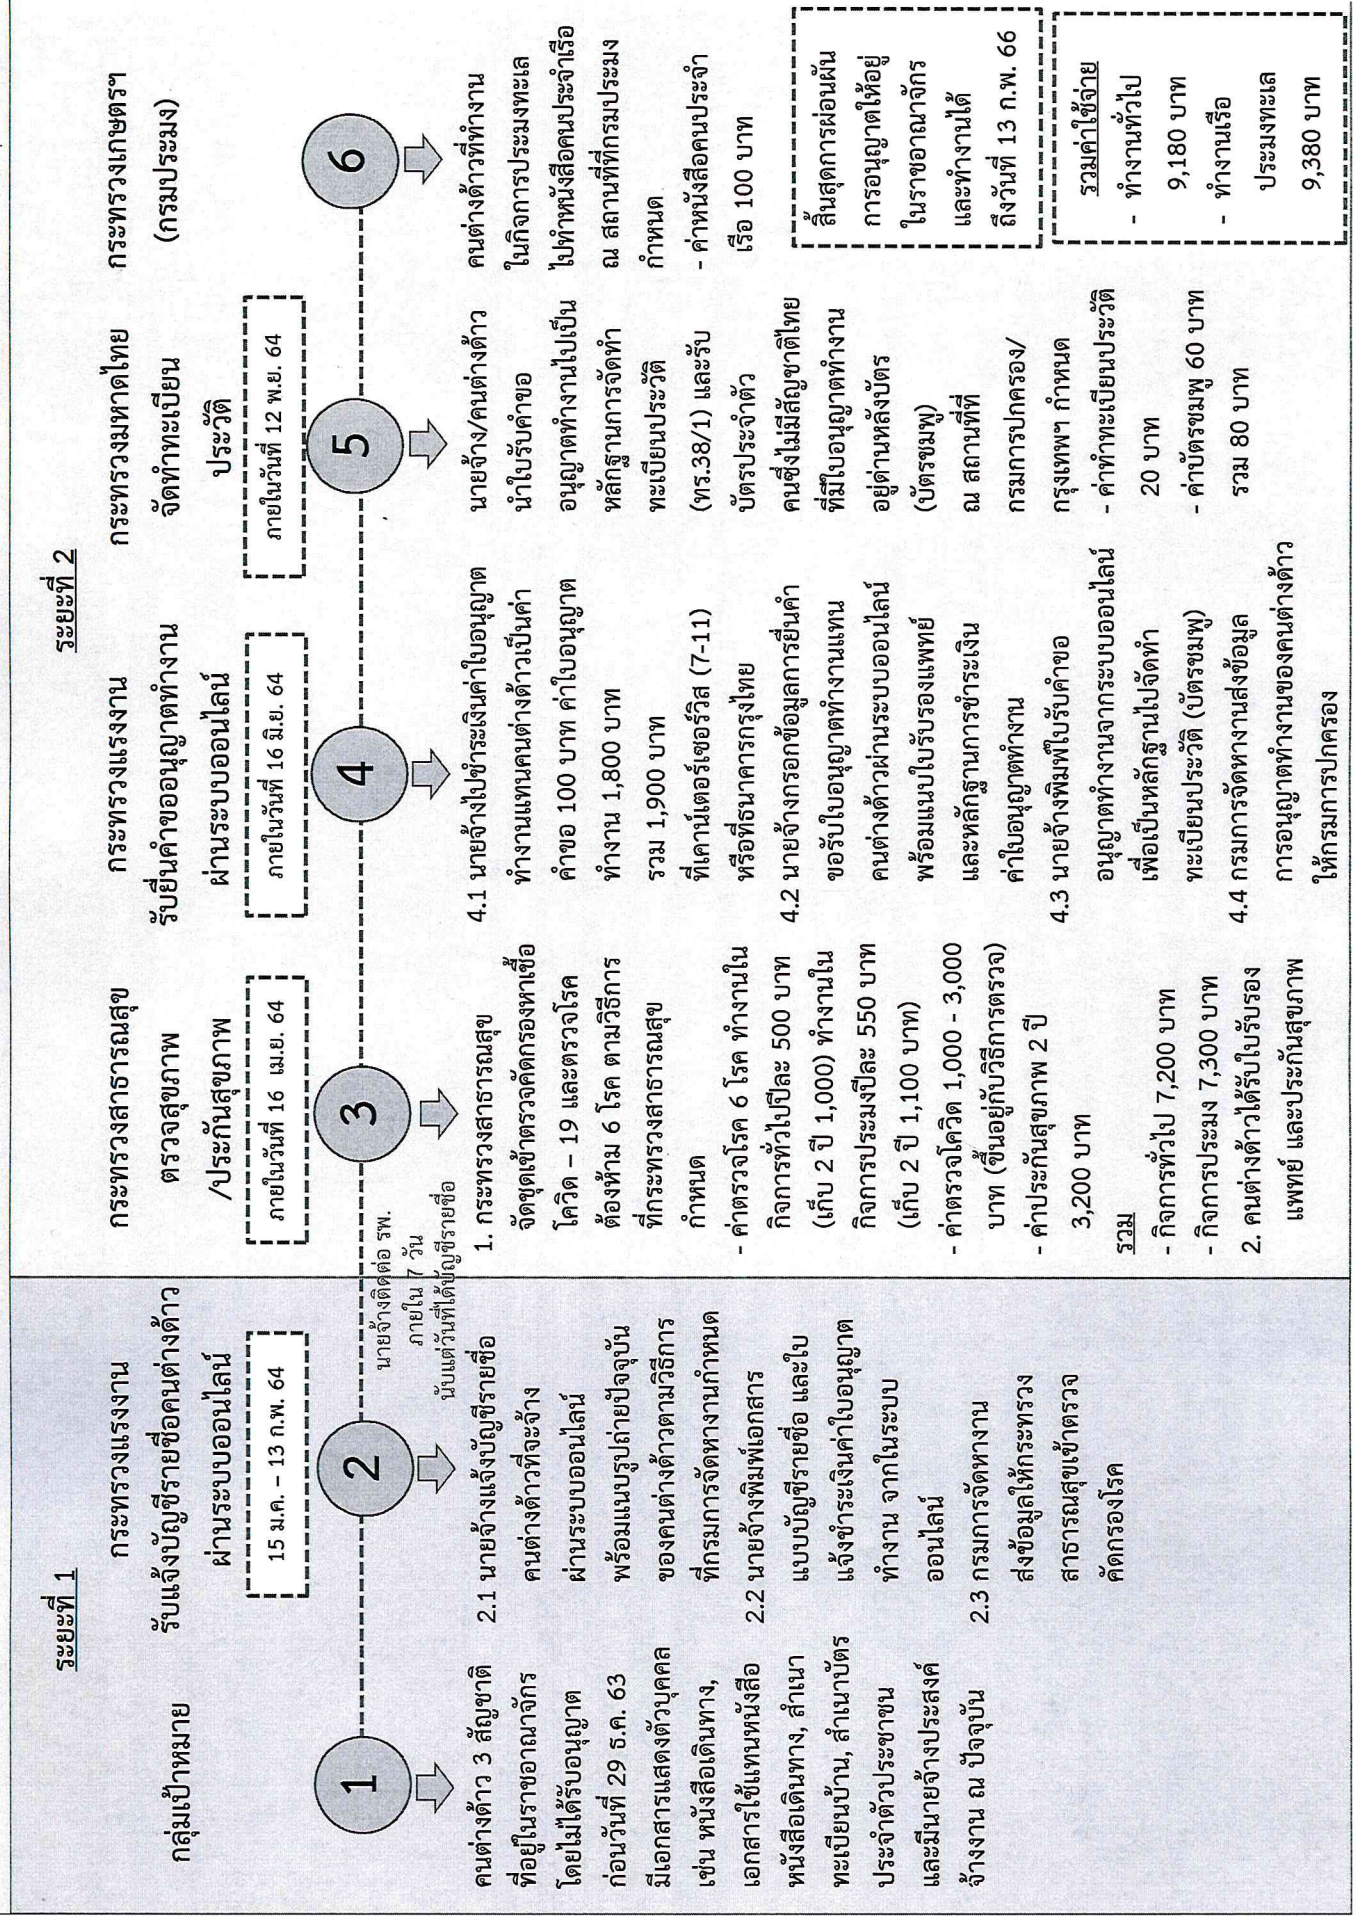 ระยะที่ 1
กลุ่มเป้าหมาย
1
คนต่างด้าว 3 สัญชาติ
ที่อยู่ในราชอาณาจักร
โดยไม่ได้รับอนุญาต
ก่อนวันที่ 29 ธ.ค. 63
มีเอกสารแสดงตัวบุคคล
เช่น หนังสือเดินทาง,
เอกสารใช้แทนหนังสือ
หนังสือเดินทาง, สำเนา
ทะเบียนบ้าน, สำเนาบัตร
ประจำตัวประชาชน
และมีนายจ้างประสงค์
จ้างงาน ณ ปัจจุบัน
กระทรวงแรงงาน
รับแจ้งบัญชีรายชื่อคนต่างด้าว
ผ่านระบบออนไลน์
15 ม.ค. – 13 ก.พ. 64
2
2.1 นายจ้างแจ้งบัญชีรายชื่อ
คนต่างด้าวที่จะจ้าง
ผ่านระบบออนไลน์
พร้อมแนบรูปถ่ายปัจจุบัน
ของคนต่างด้าวตามวิธีการ
ที่กรมการจัดหางานกำหนด
2.2 นายจ้างพิมพ์เอกสาร
แบบบัญชีรายชื่อ และใบ
แจ้งชำระเงินค่าใบอนุญาต
ทำงาน จากในระบบ
ออนไลน์
2.3 กรมการจัดหางาน
ส่งข้อมูลให้กระทรวง
สาธารณสุขเข้าตรวจ
คัดกรองโรค
นายจ้างติดต่อ รพ.
ภายใน 7 วัน
นับแต่วันที่ได้บัญชีรายชื่อ
ระยะที่ 2
กระทรวงสาธารณสุข
ตรวจสุขภาพ
/ประกันสุขภาพ
ภายในวันที่ 16 เม.ย. 64
3
1. กระทรวงสาธารณสุข
จัดชุดเข้าตรวจคัดกรองหาเชื้อ
โควิด – 19 และตรวจโรค
ต้องห้าม 6 โรค ตามวิธีการ
ที่กระทรวงสาธารณสุข
กำหนด
- ค่าตรวจโรค 6 โรค ทำงานใน
กิจการทั่วไปปีละ 500 บาท
(เก็บ 2 ปี 1,000) ทำงานใน
กิจการประมงปีละ 550 บาท
(เก็บ 2 ปี 1,100 บาท)
- ค่าตรวจโควิด 1,000 - 3,000
บาท (ขึ้นอยู่กับวิธีการตรวจ)
- ค่าประกันสุขภาพ 2 ปี
3,200 บาท
รวม
- กิจการทั่วไป 7,200 บาท
- กิจการประมง 7,300 บาท
2. คนต่างด้าวได้รับใบรับรอง
แพทย์ และประกันสุขภาพ
กระทรวงแรงงาน
รับยื่นคำขออนุญาตทำงาน
ผ่านระบบออนไลน์
ภายในวันที่ 16 มิ.ย. 64
4
4.1 นายจ้างไปชำระเงินค่าใบอนุญาต
ทำงานแทนคนต่างด้าวเป็นค่า
คำขอ 100 บาท ค่าใบอนุญาต
ทำงาน 1,800 บาท
รวม 1,900 บาท
ที่เคาน์เตอร์เซอร์วิส (7-11)
หรือที่ธนาคารกรุงไทย
4.2 นายจ้างกรอกข้อมูลการยื่นคำ
ขอรับใบอนุญาตทำงานแทน
คนต่างด้าวผ่านระบบออนไลน์
พร้อมแนบใบรับรองแพทย์
และหลักฐานการชำระเงิน
ค่าใบอนุญาตทำงาน
4.3 นายจ้างพิมพ์ใบรับคำขอ
อนุญาตทำงานจากระบบออนไลน์
เพื่อเป็นหลักฐานไปจัดทำ
ทะเบียนประวัติ (บัตรชมพู)
4.4 กรมการจัดหางานส่งข้อมูล
การอนุญาตทำงานของคนต่างด้าว
ให้กรมการปกครอง
กระทรวงมหาดไทย
จัดทำทะเบียน
ประวัติ
ภายในวันที่ 12 พ.ย. 64
5
นายจ้าง/คนต่างด้าว
นำใบรับคำขอ
อนุญาตทำงานไปเป็น
หลักฐานการจัดทำ
ทะเบียนประวัติ
(ทร.38/1) และรับ
บัตรประจำตัว
คนซึ่งไม่มีสัญชาติไทย
ที่มีใบอนุญาตทำงาน
อยู่ด้านหลังบัตร
(บัตรชมพู)
ณ สถานที่ที่
กรมการปกครอง/
กรุงเทพฯ กำหนด
- ค่าทำทะเบียนประวัติ
20 บาท
- ค่าบัตรชมพู 60 บาท
รวม 80 บาท
กระทรวงเกษตรฯ
(กรมประมง)
6
คนต่างด้าวที่ทำงาน
ในกิจการประมงทะเล
ไปทำหนังสือคนประจำเรือ
ณ สถานที่ที่กรมประมง
กำหนด
- ค่าหนังสือคนประจำ
เรือ 100 บาท
สิ้นสุดการผ่อนผัน
การอนุญาตให้อยู่
ในราชอาณาจักร
และทำงานได้
ถึงวันที่ 13 ก.พ. 66
รวมค่าใช้จ่าย
- ทำงานทั่วไป
9,180 บาท
- ทำงานเรือ
ประมงทะเล
9,380 บาท